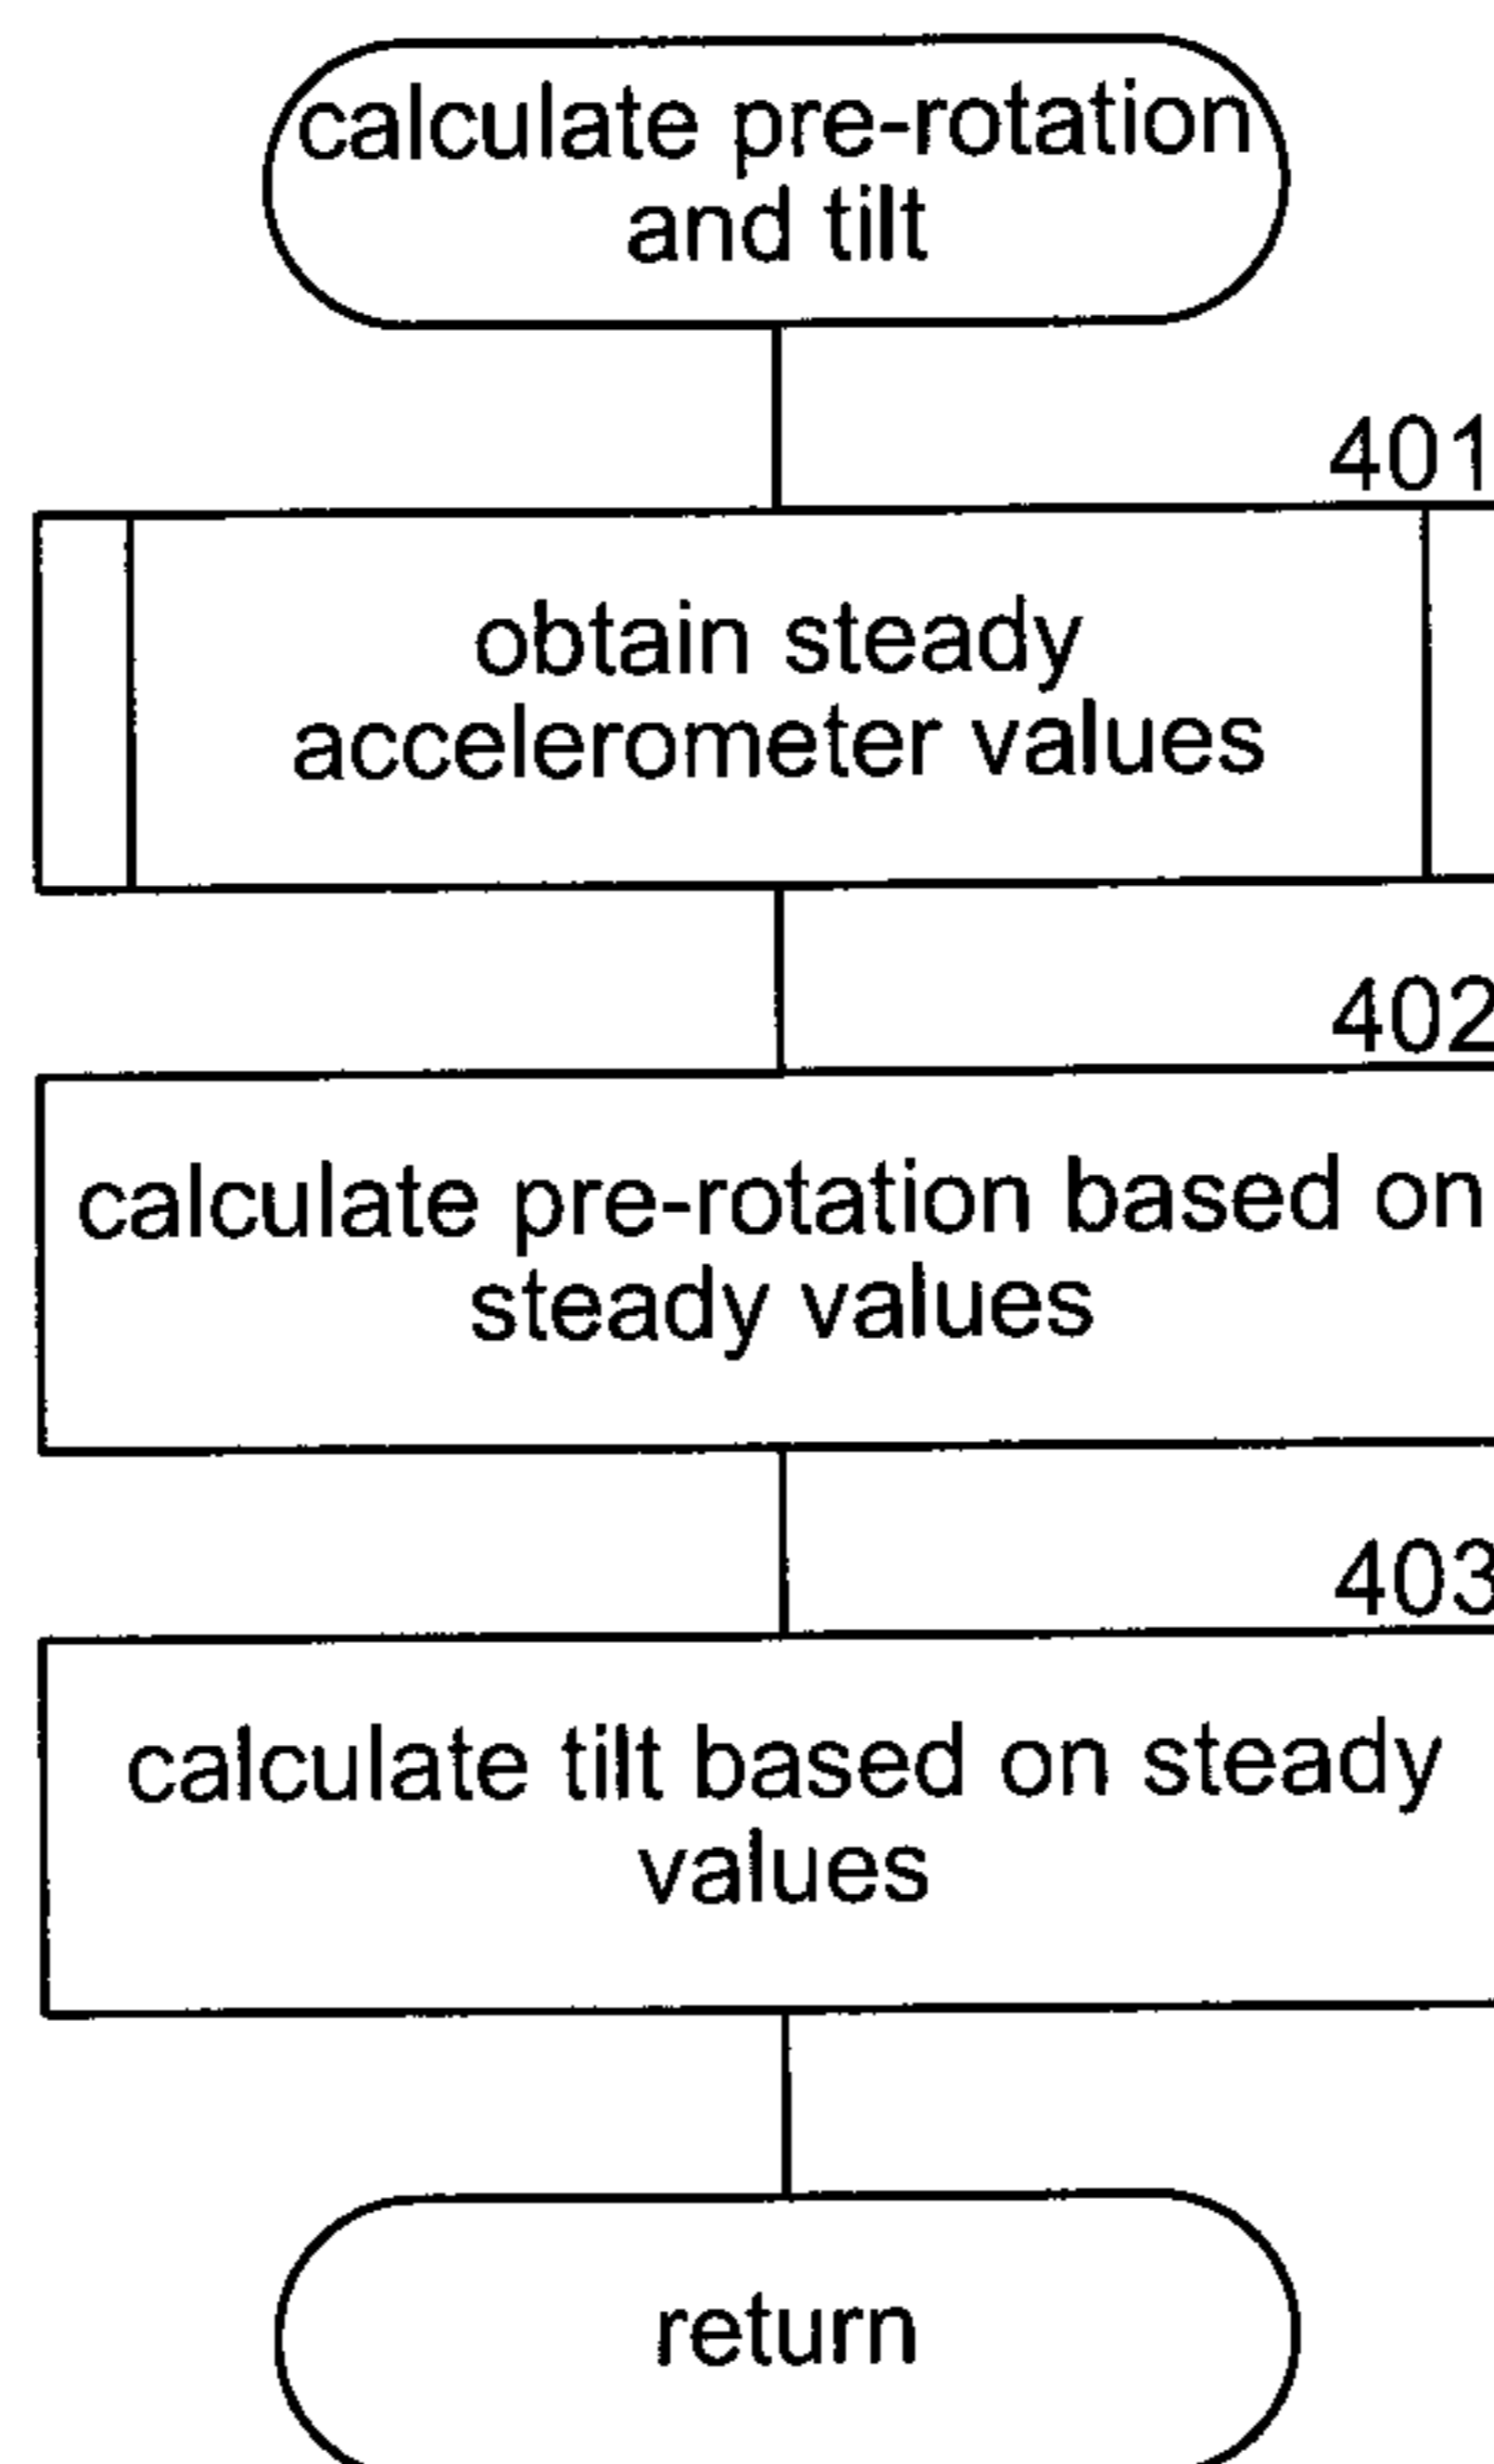 calculate pre-rotation
and tilt
401
obtain steady
accelerometer values
402
calculate pre-rotation based on
steady values
403
calculate tilt based on steady
values
return